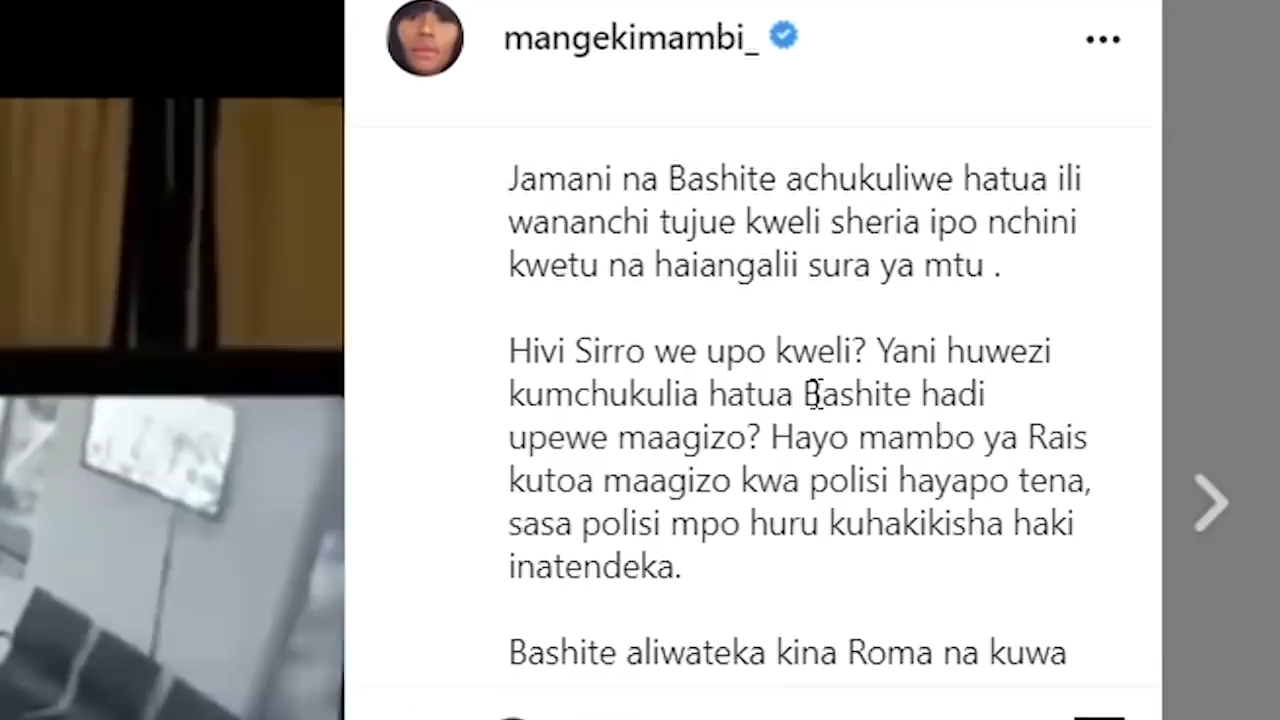 mangekimambi_
Jamani na Bashite achukuliwe hatua ili
wananchi tujue kweli sheria ipo nchini
kwetu na haiangalii sura ya mtu .
Hivi Sirro we upo kweli? Yani huwezi
kumchukulia hatua Bashite hadi
upewe maagizo? Hayo mambo ya Rais
kutoa maagizo kwa polisi hayapo tena,
sasa polisi mpo huru kuhakikisha haki
inatendeka.
Bashite aliwateka kina Roma na kuwa